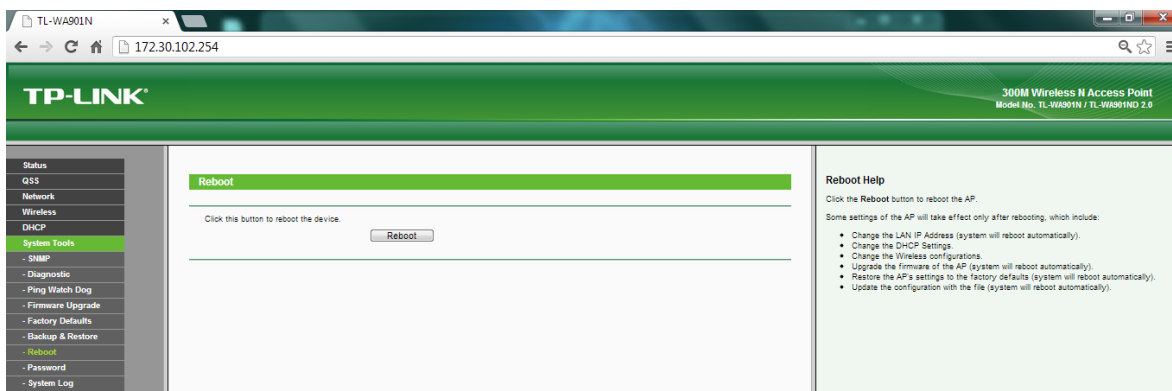 TL-WA901N
172.30.102.254
TP-LINK®
300M Wireless N Access Point
Model No. TL-WA901N / TL-WA901ND 2.0
Status
QSS
Network
Wireless
DHCP
System Tools
- SNMP
- Diagnostic
- Ping Watch Dog
- Firmware Upgrade
- Factory Defaults
- Backup & Restore
- Reboot
- Password
- System Log
Reboot
Click this button to reboot the device.
Reboot
Reboot Help
Click the Reboot button to reboot the AP.
Some settings of the AP will take effect only after rebooting, which include:
• Change the LAN IP Address (system will reboot automatically).
• Change the DHCP Settings.
• Change the Wireless configurations.
• Upgrade the firmware of the AP (system will reboot automatically).
• Restore the AP's settings to the factory defaults (system will reboot automatically).
• Update the configuration with the file (system will reboot automatically).